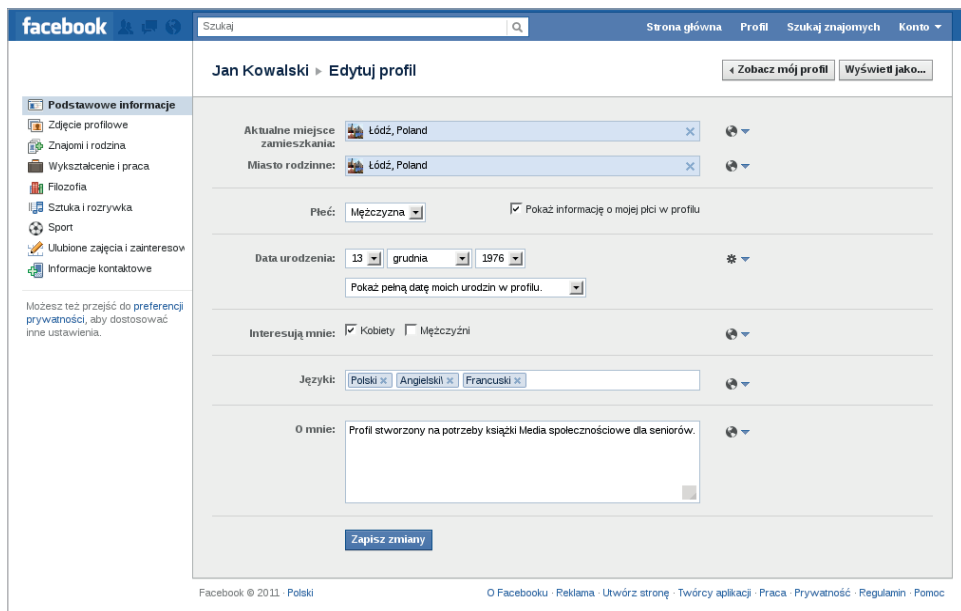 facebook
Szukaj
Strona główna Profil Szukaj znajomych Konto
Jan Kowalski Edytuj profil
Zobacz mój profil Wyświetl jako...
Podstawowe informacje
Zdjęcie profilowe
Znajomi i rodzina
Wykształcenie i praca
Filozofia
Sztuka i rozrywka
Sport
Ulubione zajęcia i zainteresow
Informacje kontaktowe
Możesz też przejść do preferencji
prywatności, aby dostosować
inne ustawienia.
Aktualne miejsce
zamieszkania: Łódź, Poland
Miasto rodzinne: Łódź, Poland
Płeć: Mężczyzna Pokaż informację o mojej płci w profilu
Data urodzenia: 13 grudnia 1976
Pokaż pełną datę moich urodzin w profilu.
Interesują mnie: Kobiety Mężczyźni
Języki: Polski Angielski\ Francuski
O mnie: Profil stworzony na potrzeby książki Media społecznościowe dla seniorów.
Zapisz zmiany
Facebook © 2011 · Polski
O Facebooku · Reklama · Utwórz stronę · Twórcy aplikacji · Praca · Prywatność · Regulamin · Pomoc